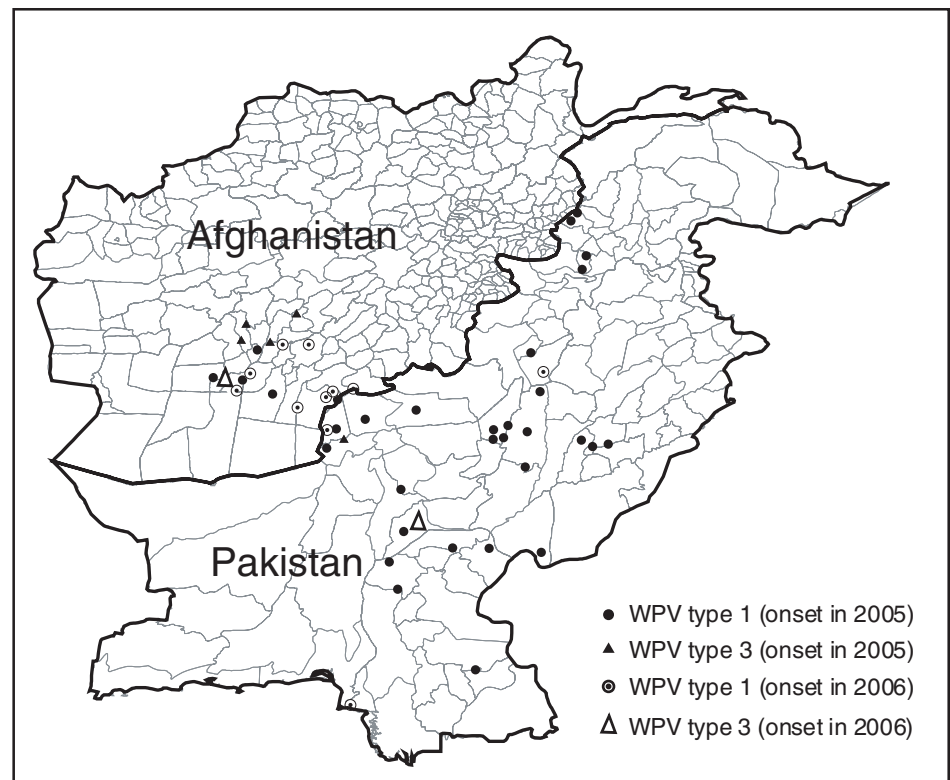 Afghanistan
Pakistan
WPV type 1 (onset in 2005)
WPV type 3 (onset in 2005)
WPV type 1 (onset in 2006)
WPV type 3 (onset in 2006)